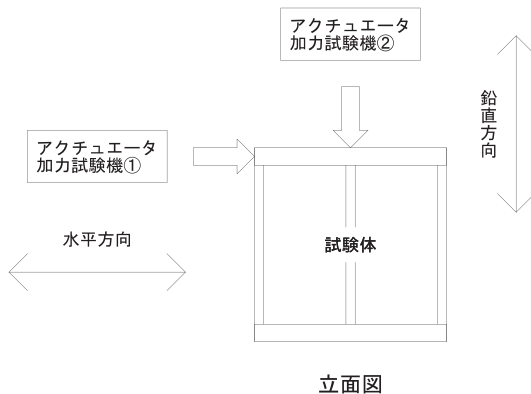 アクチュエータ
加力試験機②
鉛直方向
アクチュエータ
加力試験機①
水平方向
試験体
立面図